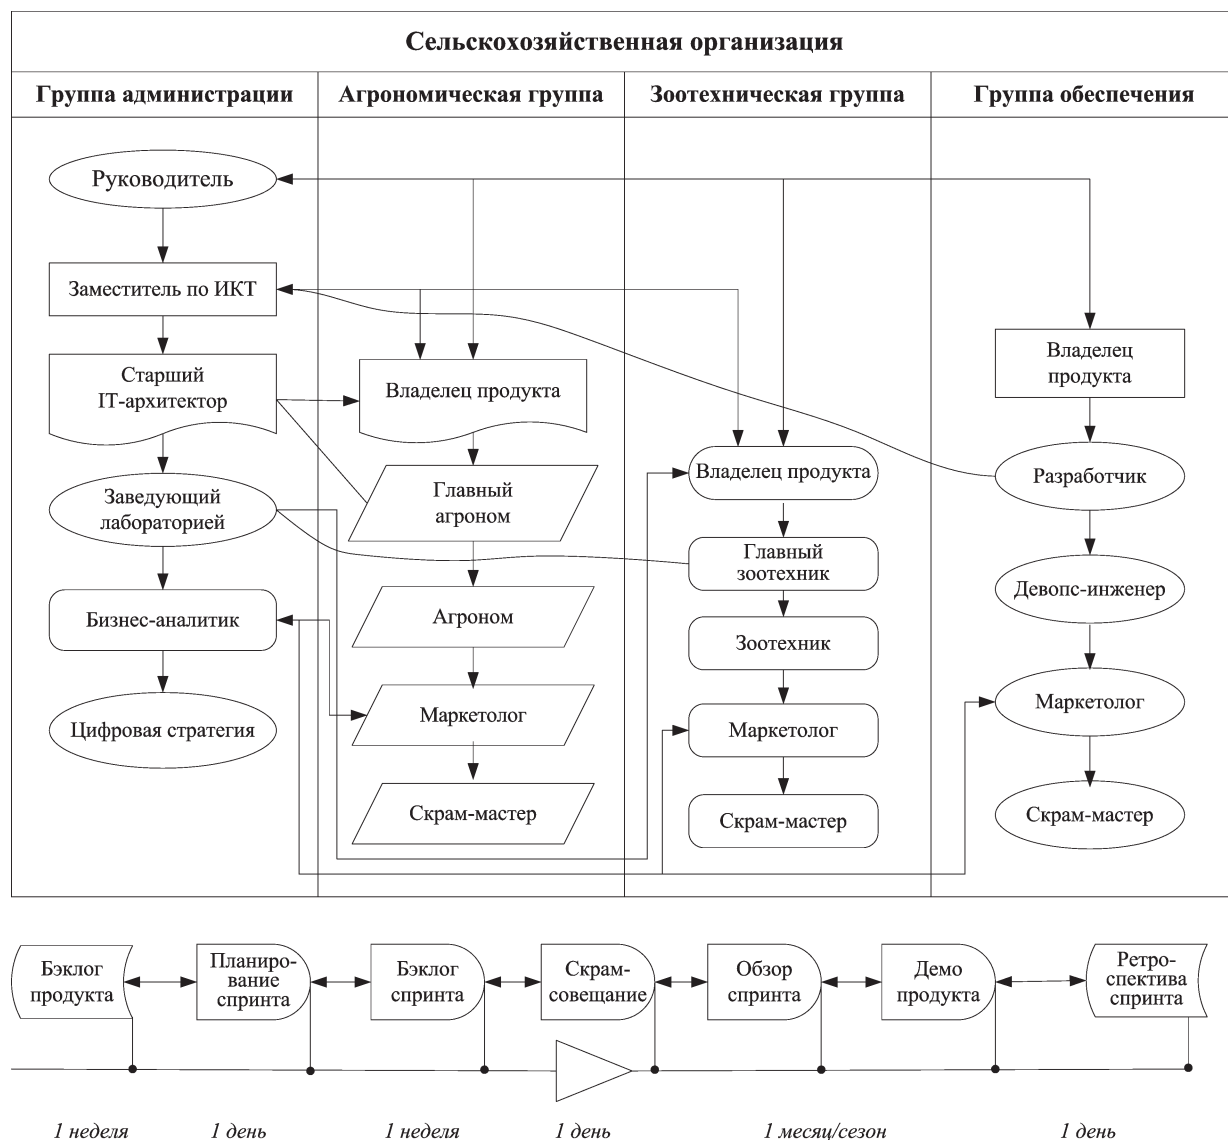 Сельскохозяйственная организация
Группа администрации
Агрономическая группа
Зоотехническая группа
Группа обеспечения
Руководитель
Заместитель по ИКТ
Старший
IT-архитектор
Заведующий
лабораторией
Бизнес-аналитик
Цифровая стратегия
Владелец продукта
Главный
агроном
Агроном
Маркетолог
Скрам-мастер
Владелец продукта
Главный
зоотехник
Зоотехник
Маркетолог
Скрам-мастер
Владелец
продукта
Разработчик
Девопс-инженер
Маркетолог
Скрам-мастер
Бэклог
продукта
Планиро-
вание
спринта
Бэклог
спринта
Скрам-
совещание
Обзор
спринта
Демо
продукта
Ретро-
спектива
спринта
1 неделя
1 день
1 неделя
1 день
1 месяц/сезон
1 день